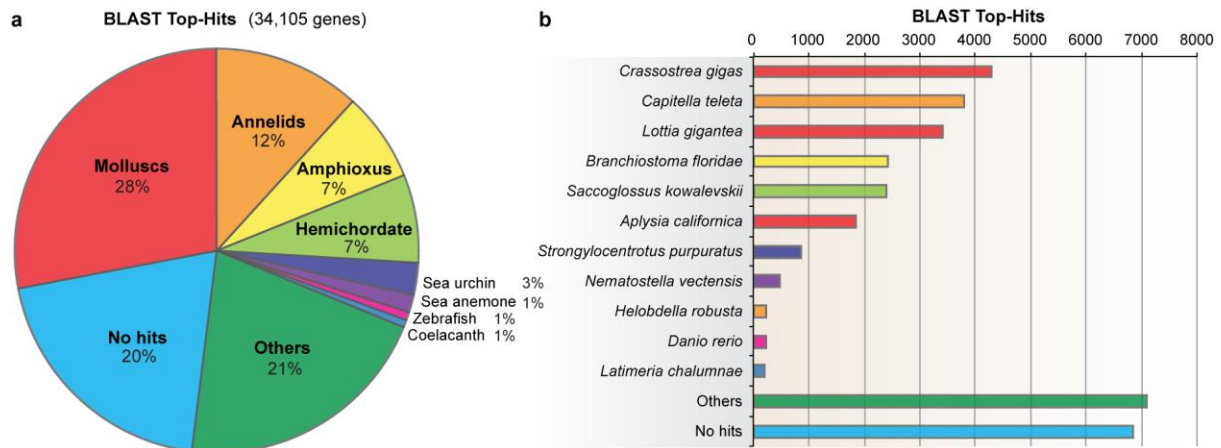 a
BLAST Top-Hits (34,105 genes)
Annelids
12%
Molluscs
28%
Amphioxus
7%
Hemichordate
7%
Sea urchin 3%
Sea anemone 1%
Zebrafish 1%
Coelacanth 1%
No hits
20%
Others
21%
b
BLAST Top-Hits
0 1000 2000 3000 4000 5000 6000 7000 8000
Crassostrea gigas
Capitella teleta
Lottia gigantea
Branchiostoma floridae
Saccoglossus kowalevskii
Aplysia californica
Strongylocentrotus purpuratus
Nematostella vectensis
Helobdella robusta
Danio rerio
Latimeria chalumnae
Others
No hits